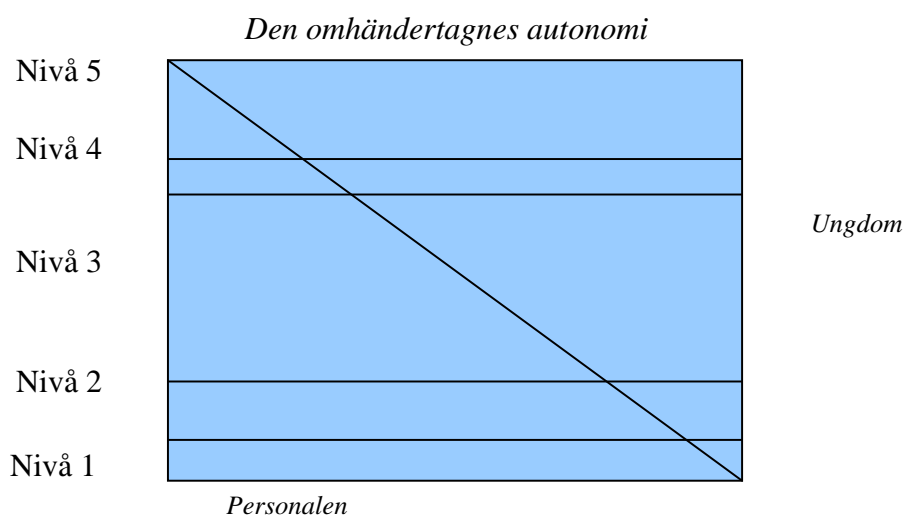 Den omhändertagnes autonomi
Nivå 5
Nivå 4
Ungdom
Nivå 3
Nivå 2
Nivå 1
Personalen